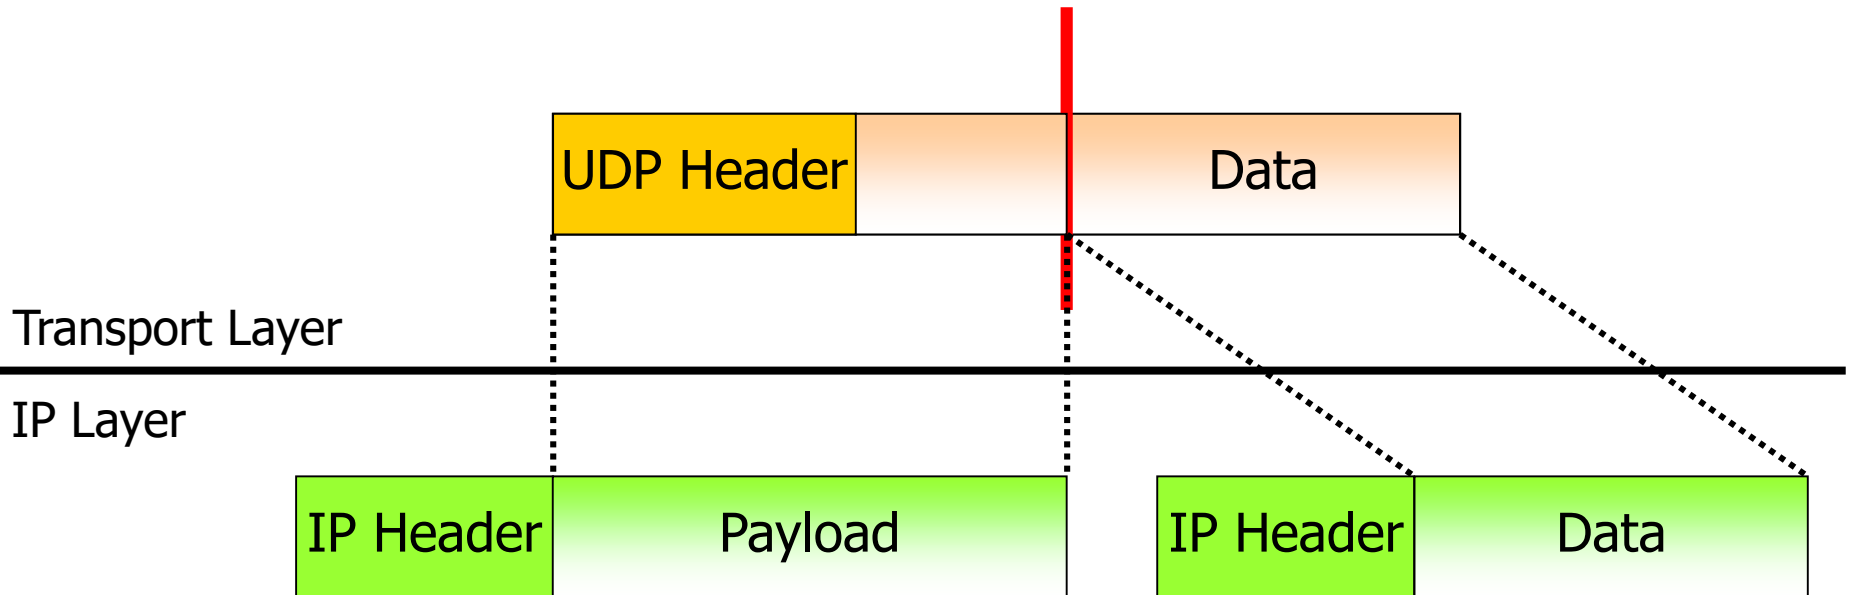 UDP Header
Data
Transport Layer
IP Layer
IP Header
Payload
IP Header
Data